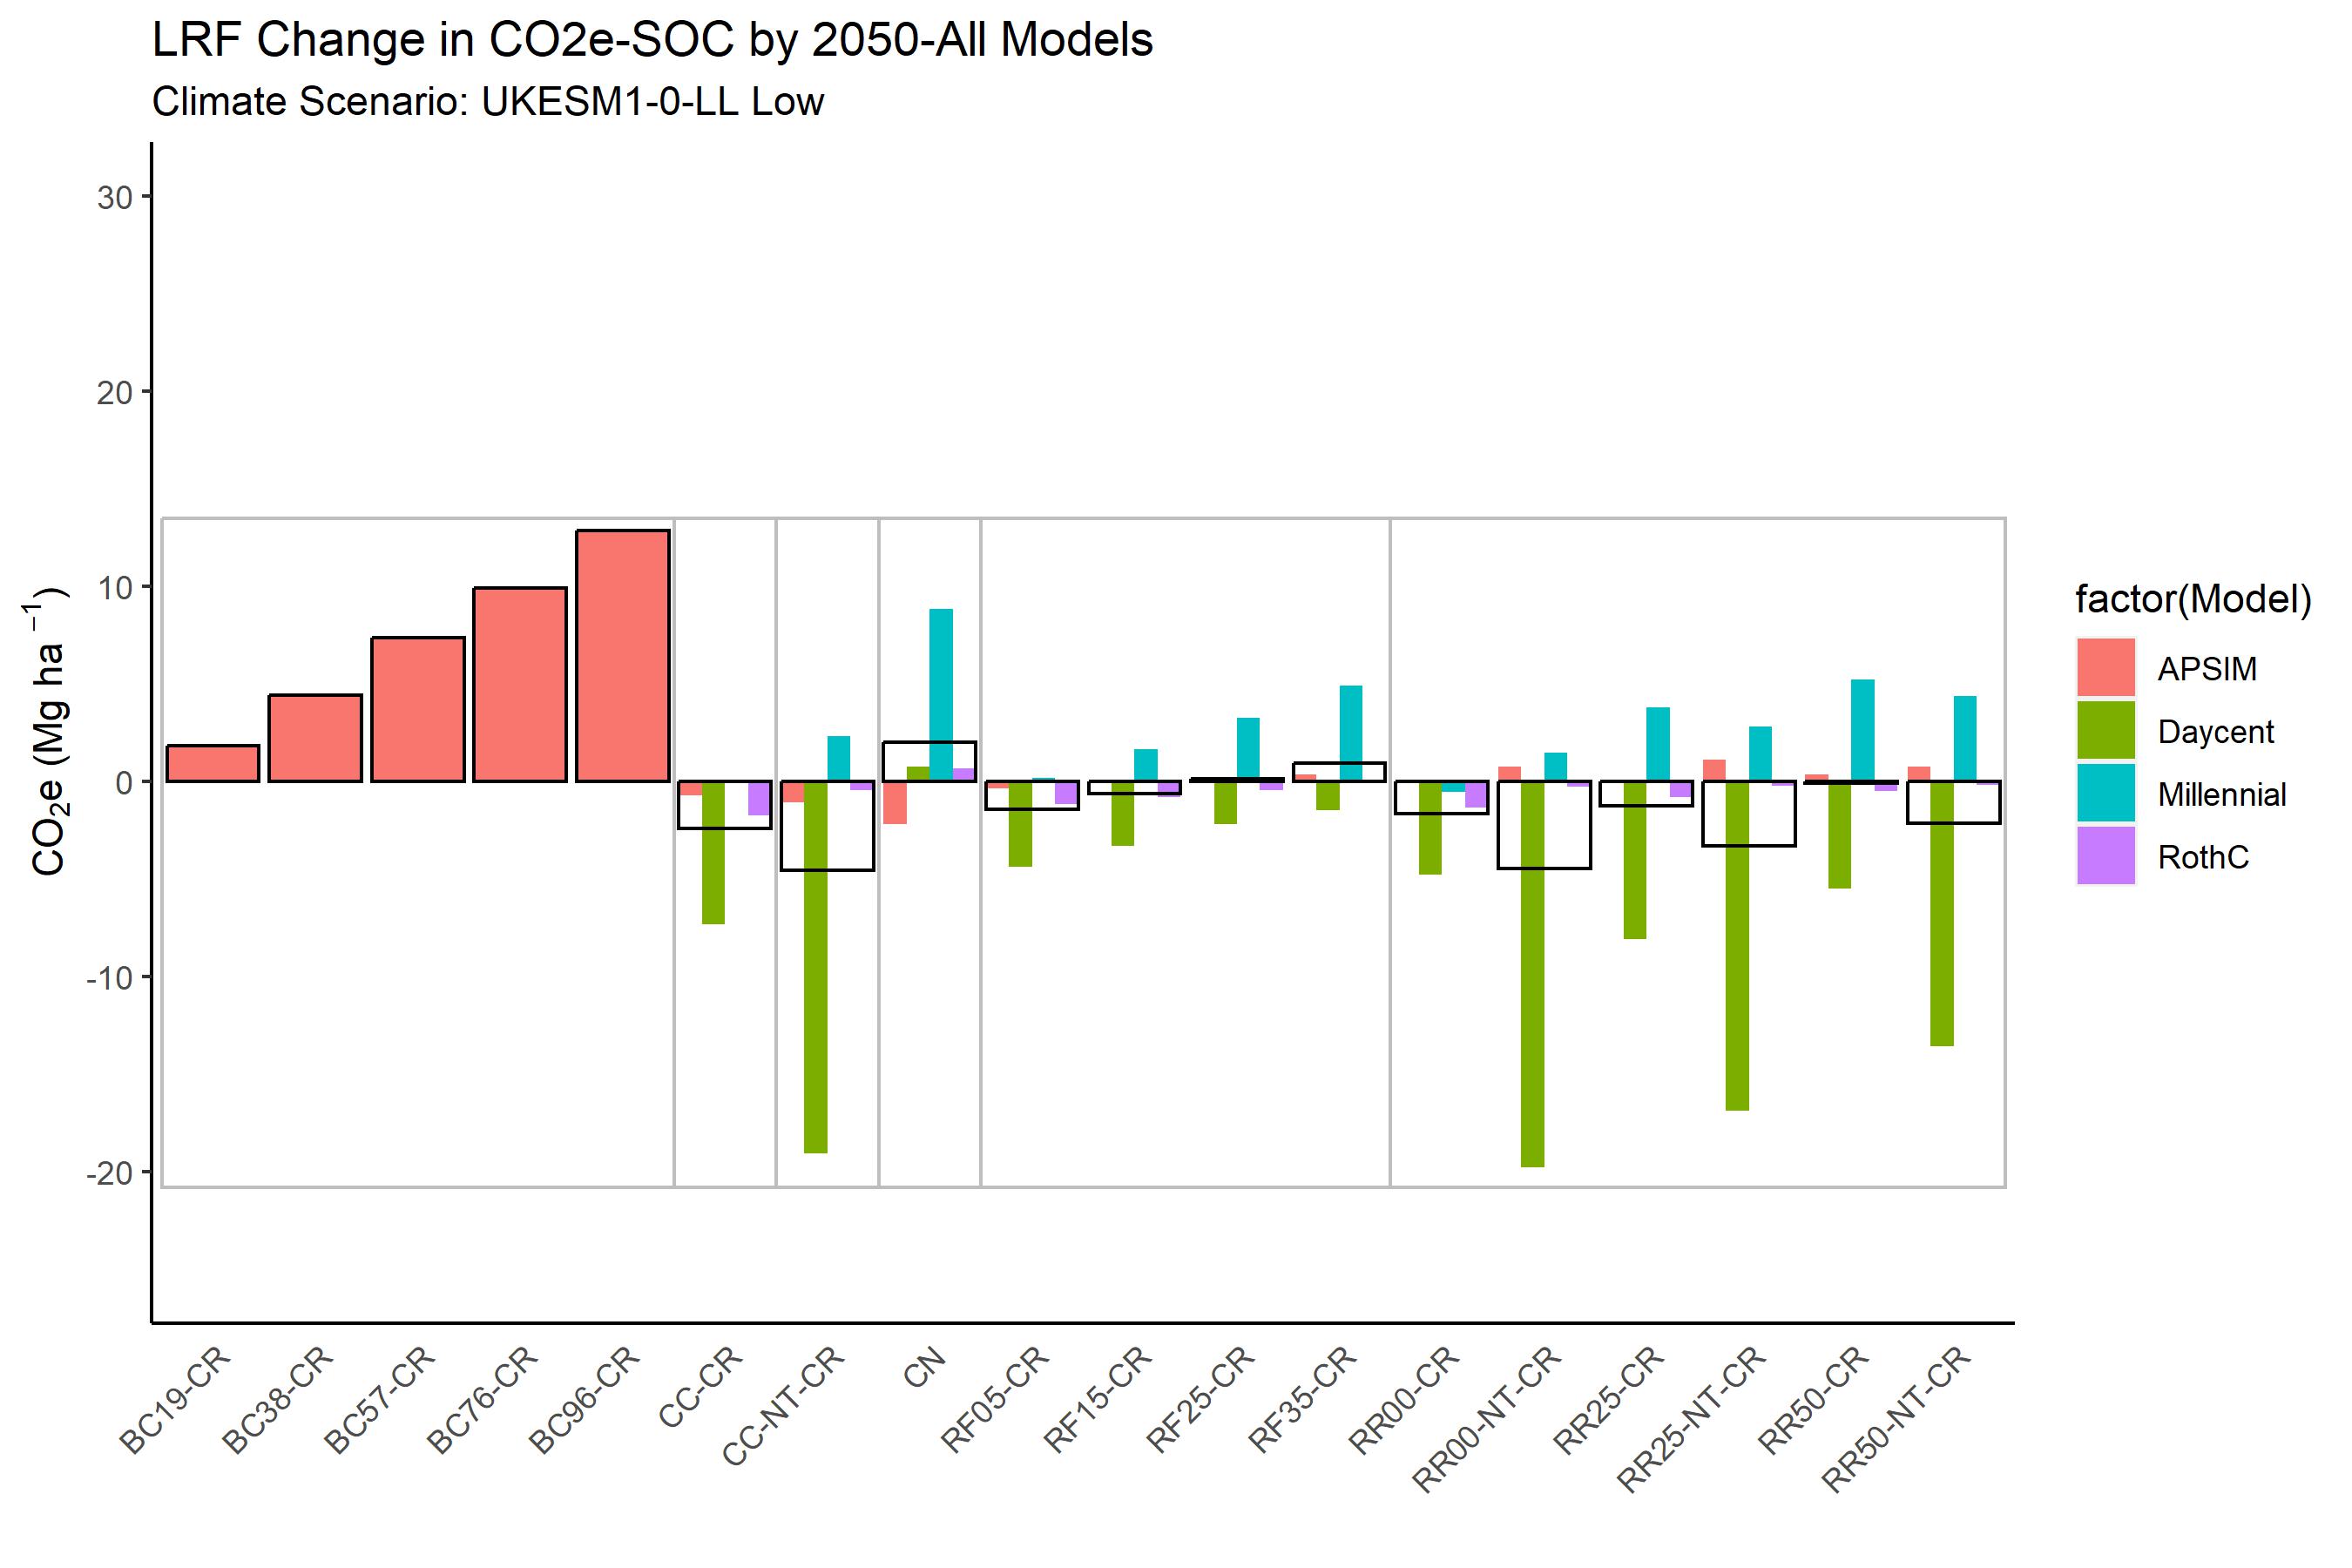 LRF Change in CO2e-SOC by 2050-All Models
Climate Scenario: UKESM1-0-LL Low
CO₂e (Mg ha ⁻¹)
30
20
10
0
-10
-20
BC19-CR
BC38-CR
BC57-CR
BC76-CR
BC96-CR
CC-CR
CC-NT-CR
CN
RF05-CR
RF15-CR
RF25-CR
RF35-CR
RR00-CR
RR00-NT-CR
RR25-CR
RR25-NT-CR
RR50-CR
RR50-NT-CR
factor(Model)
APSIM
Daycent
Millennial
RothC